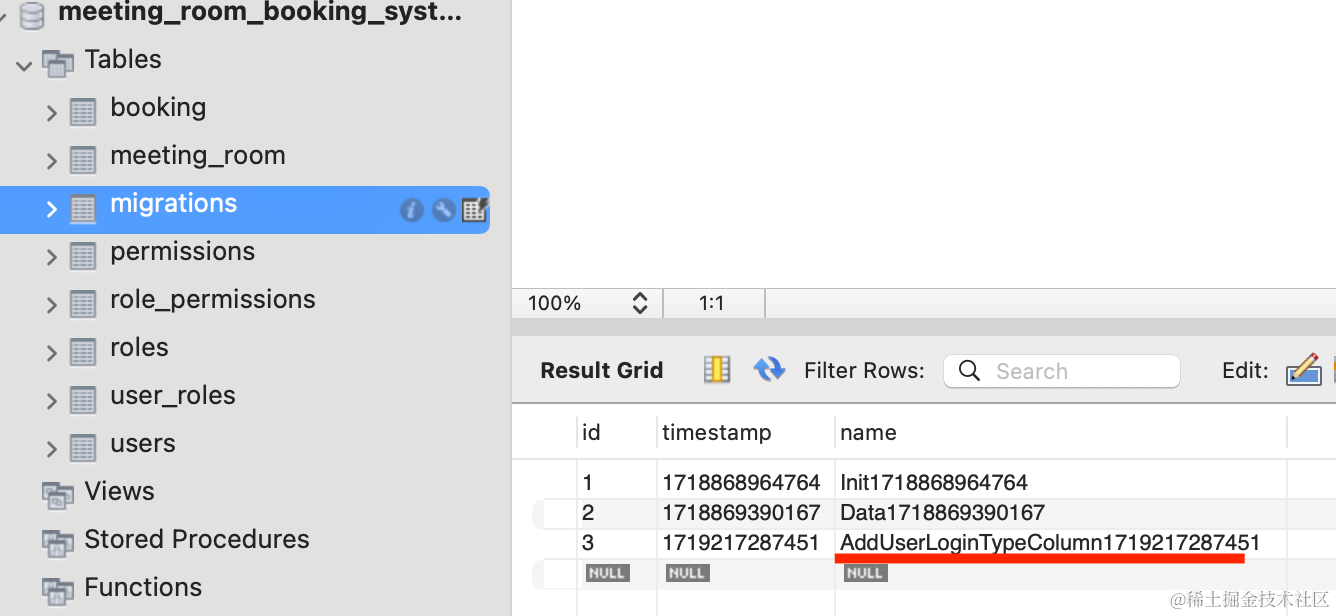 meeting_room_booking_syst...
Tables
booking
meeting_room
migrations
permissions
role_permissions
roles
user_roles
users
Views
Stored Procedures
Functions
100% 1:1
Result Grid Filter Rows: Search Edit:
id timestamp name
1 1718868964764 Init1718868964764
2 1718869390167 Data1718869390167
3 1719217287451 AddUserLoginTypeColumn1719217287451
NULL NULL NULL
@稀土掘金技术社区